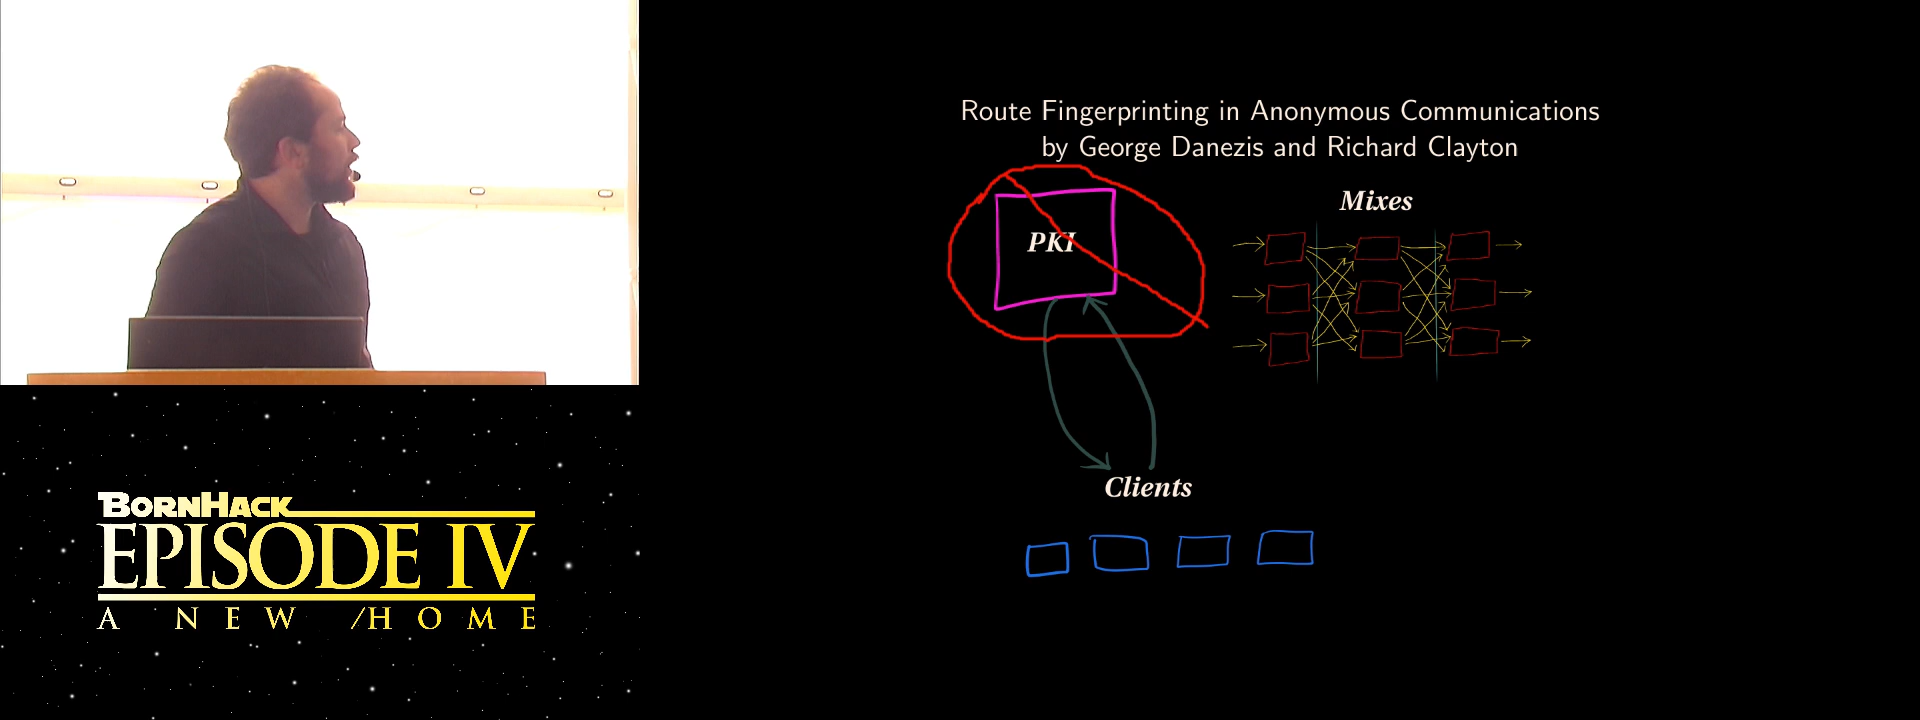 Route Fingerprinting in Anonymous Communications
by George Danezis and Richard Clayton
Mixes
PKI
Clients
BORNHACK
EPISODE IV
A NEW /HOME